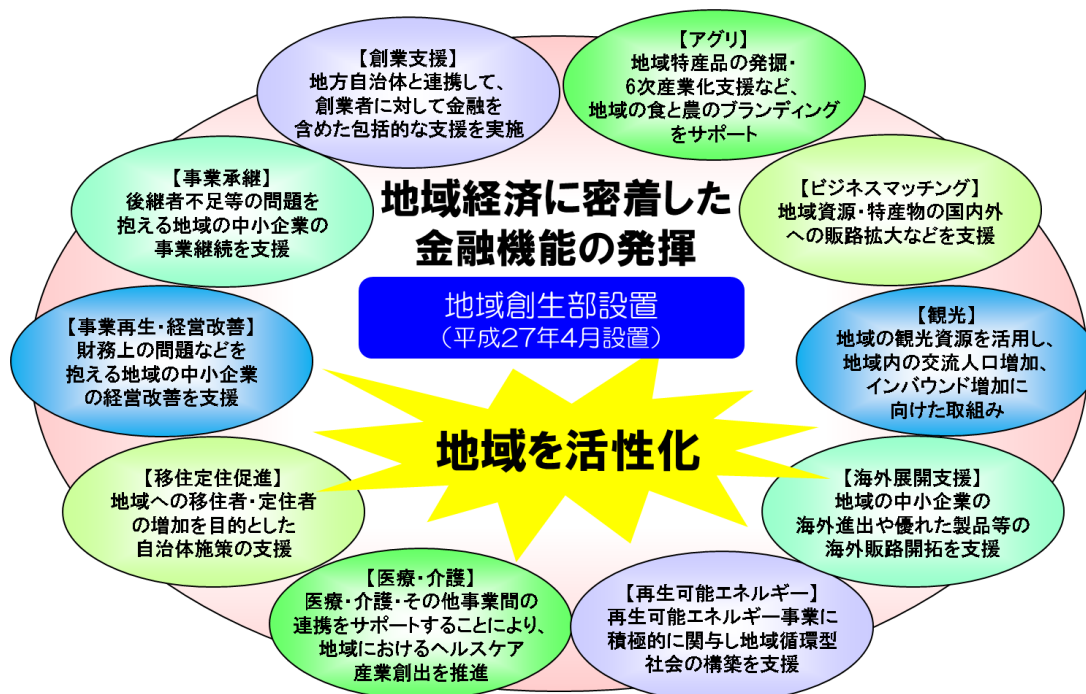 【創業支援】
地方自治体と連携して、
創業者に対して金融を
含めた包括的な支援を実施
【アグリ】
地域特産品の発掘・
6次産業化支援など、
地域の食と農のブランディング
をサポート
【事業承継】
後継者不足等の問題を
抱える地域の中小企業の
事業継続を支援
地域経済に密着した
金融機能の発揮
【ビジネスマッチング】
地域資源・特産物の国内外
への販路拡大などを支援
地域創生部設置
(平成27年4月設置)
【事業再生・経営改善】
財務上の問題などを
抱える地域の中小企業
の経営改善を支援
【観光】
地域の観光資源を活用し、
地域内の交流人口増加、
インバウンド増加に
向けた取組み
地域を活性化
【移住定住促進】
地域への移住者・定住者
の増加を目的とした
自治体施策の支援
【海外展開支援】
地域の中小企業の
海外進出や優れた製品等の
海外販路開拓を支援
【医療・介護】
医療・介護・その他事業間の
連携をサポートすることにより、
地域におけるヘルスケア
産業創出を推進
【再生可能エネルギー】
再生可能エネルギー事業に
積極的に関与し地域循環型
社会の構築を支援